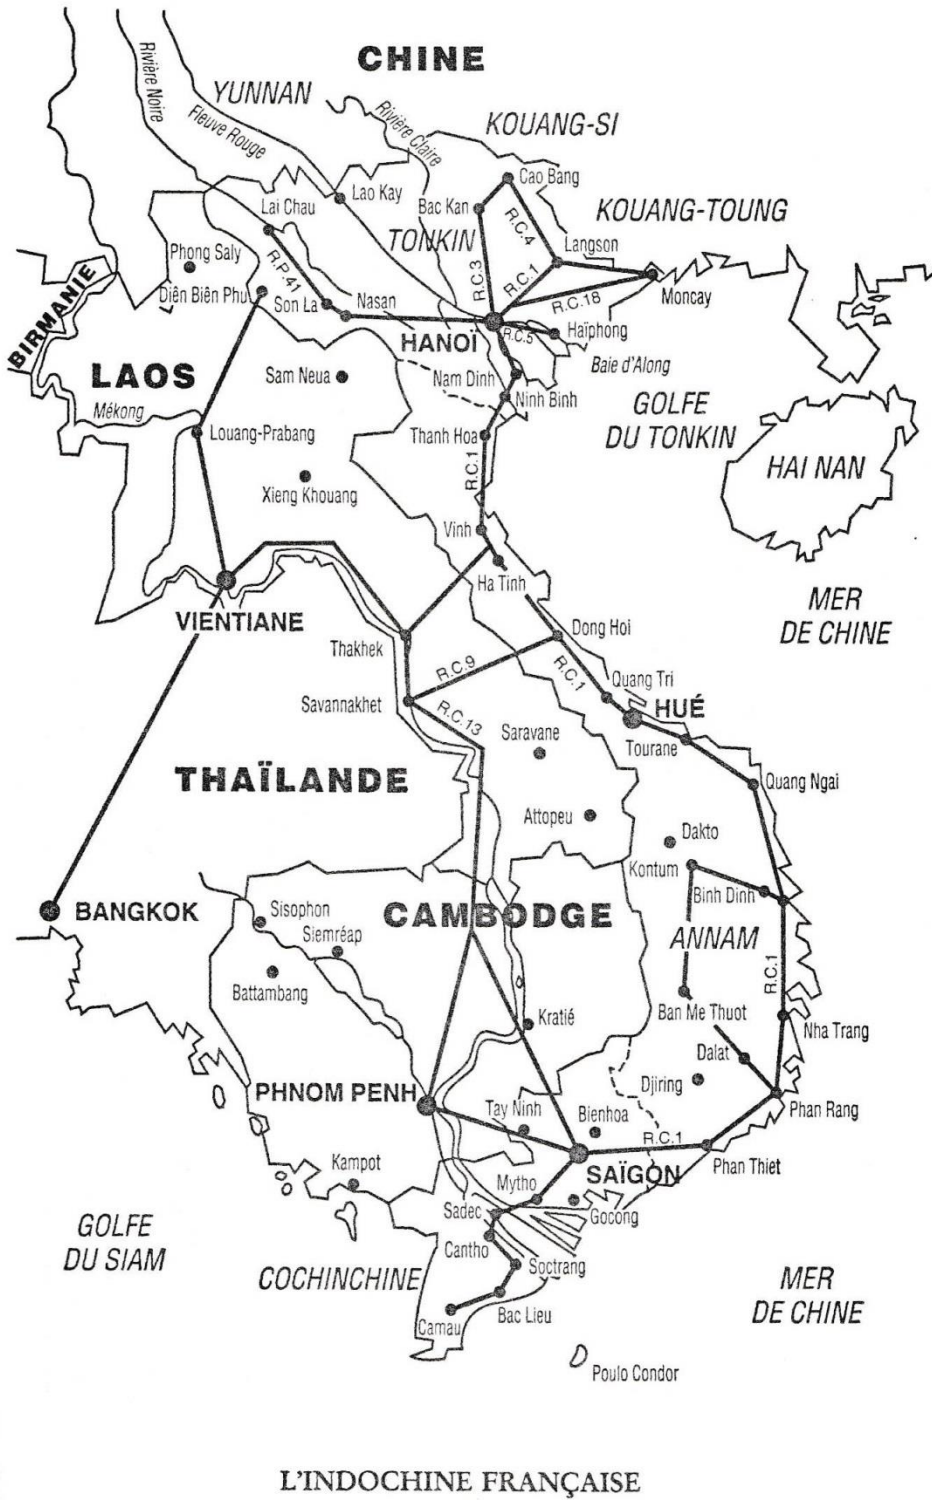 CHINE
YUNNAN
Rivière Noire
Fleuve Rouge
Rivière Claire
KOUANG-SI
Cao Bang
Lao Kay
Bac Kan
KOUANG-TOUNG
Lai Chau
TONKIN
R.C.4
Langson
Phong Saly
R.C.3
R.C.1
R.P.41
R.C.18
Moncay
BIRMANIE
Diện Biên Phu
Son La
Nasan
HANOÏ
R.C.5
Haïphong
LAOS
Baie d'Along
Sam Neua
Nam Dinh
Ninh Binh
GOLFE
DU TONKIN
Mékong
Louang-Prabang
Thanh Hoa
HAI NAN
R.C.1
Xieng Khouang
Vinh
Ha Tinh
MER
DE CHINE
VIENTIANE
Thakhek
Dong Hoi
R.C.9
R.C.1
Quang Tri
Savannakhet
HUÉ
R.C.13
Saravane
Tourane
THAÏLANDE
Quang Ngai
Attopeu
Dakto
Kontum
Binh Dinh
BANGKOK
Sisophon
CAMBODGE
Siemréap
ANNAM
Battambang
R.C.1
Ban Me Thuot
Kratié
Nha Trang
Dalat
PHNOM PENH
Djiring
Phan Rang
Tay Ninh
Bienhoa
R.C.1
Kampot
SAÏGON
Phan Thiet
Mytho
Sadec
Gocong
GOLFE
DU SIAM
Cantho
COCHINCHINE
Soctrang
MER
DE CHINE
Bac Lieu
Camau
Poulo Condor
L'INDOCHINE FRANÇAISE